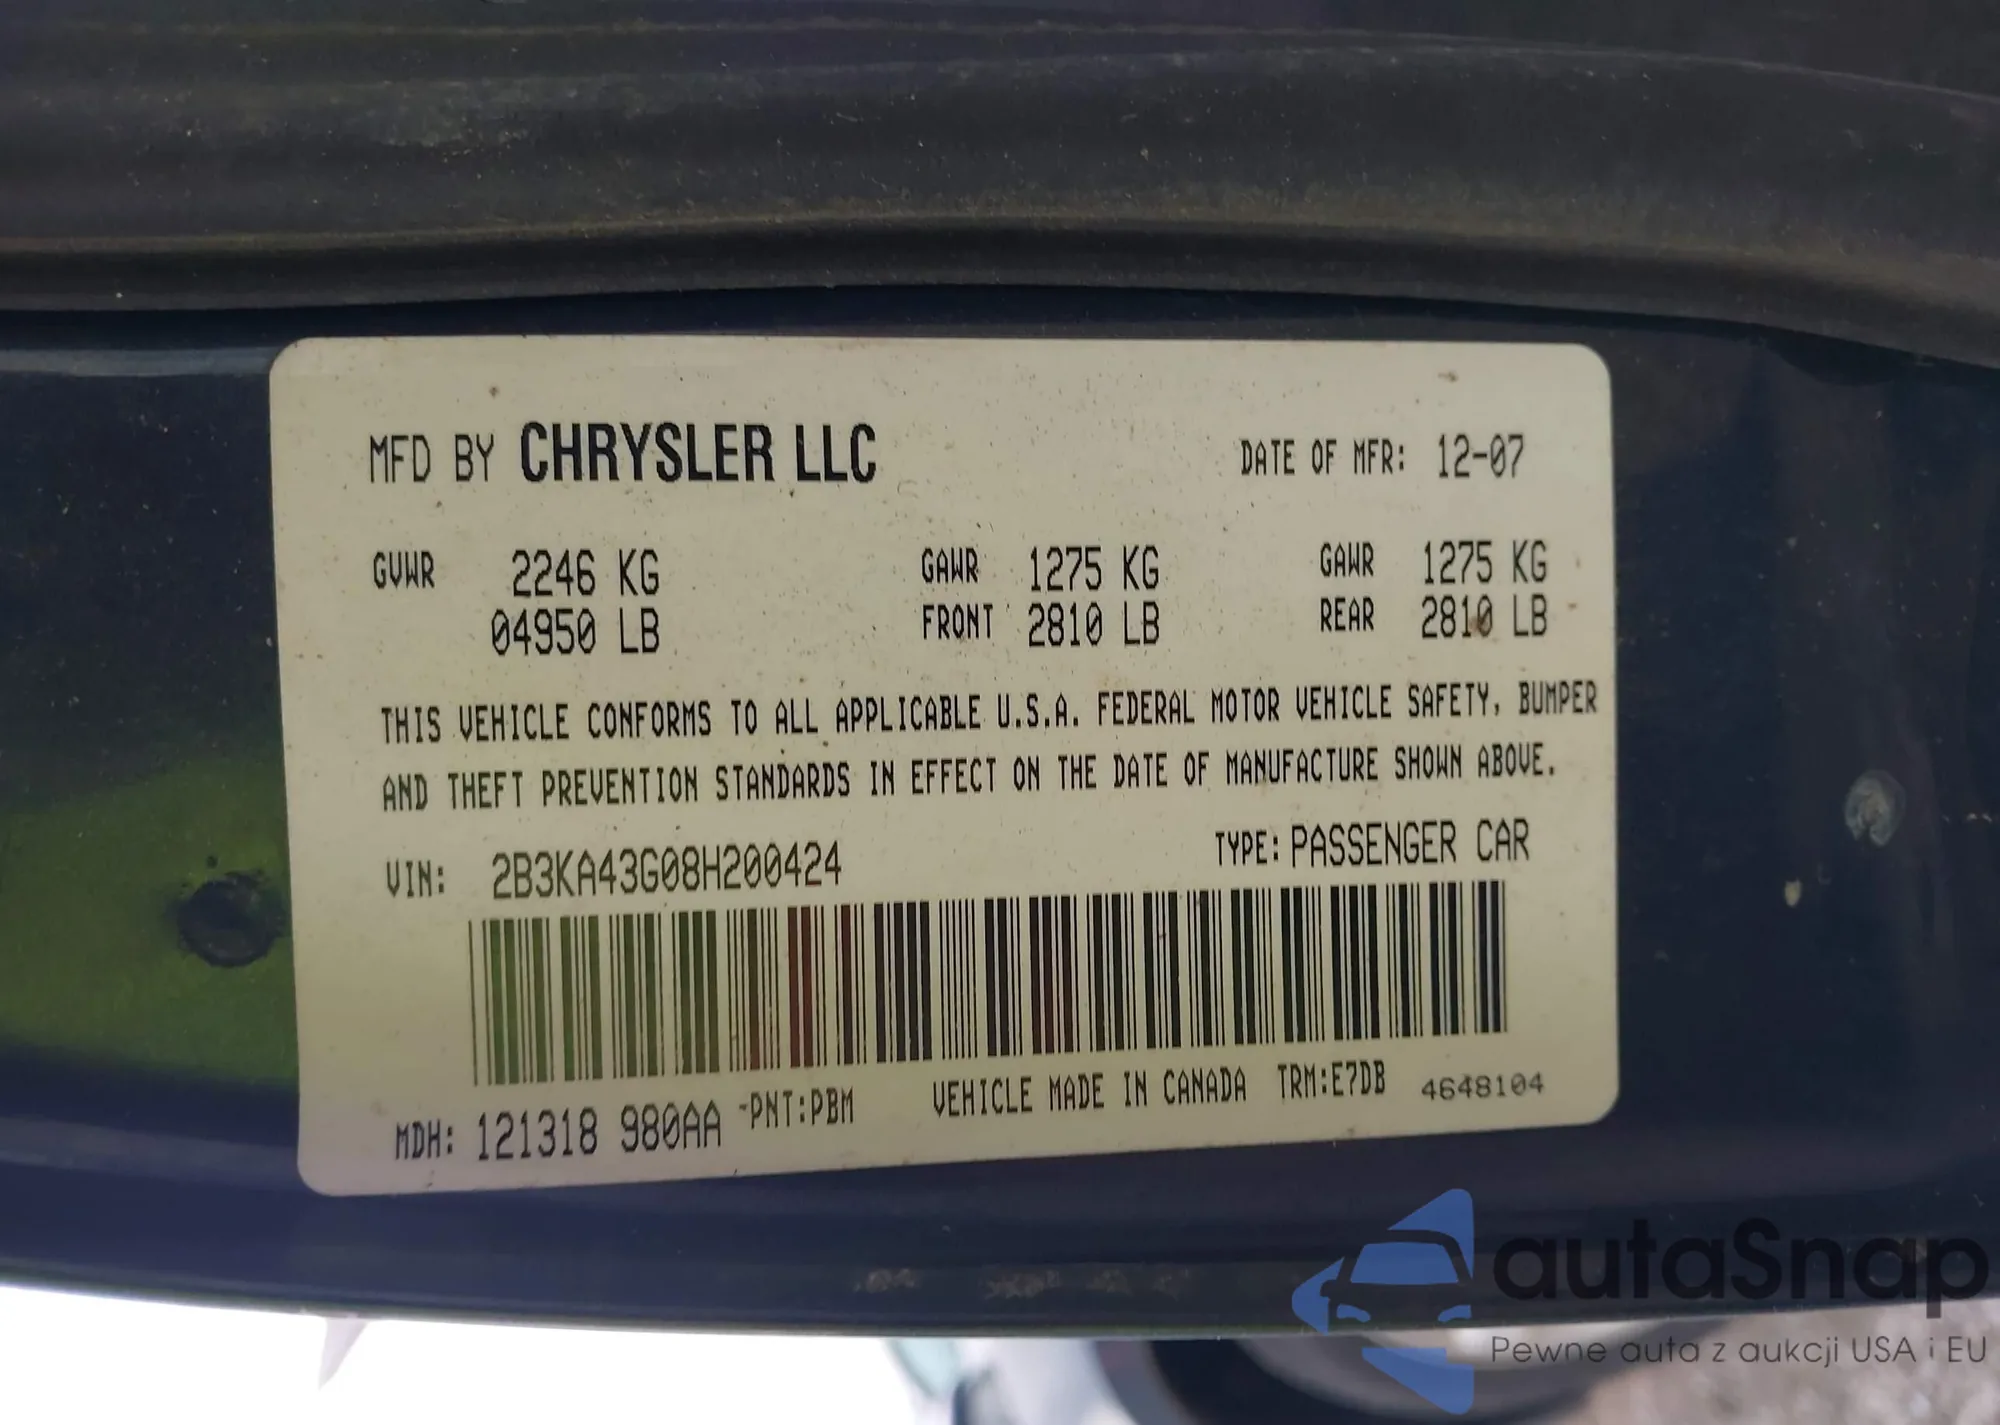 MFD BY CHRYSLER LLC DATE OF MFR: 12-07
GVWR 2246 KG GAWR 1275 KG GAWR 1275 KG
04950 LB FRONT 2810 LB REAR 2810 LB
THIS VEHICLE CONFORMS TO ALL APPLICABLE U.S.A. FEDERAL MOTOR VEHICLE SAFETY, BUMPER
AND THEFT PREVENTION STANDARDS IN EFFECT ON THE DATE OF MANUFACTURE SHOWN ABOVE.
VIN: 2B3KA43G08H200424 TYPE: PASSENGER CAR
MDH: 121318 980AA PNT:PBM VEHICLE MADE IN CANADA TRM:E7DB 4648104
autaSnap
Pewne auta z aukcji USA i EU